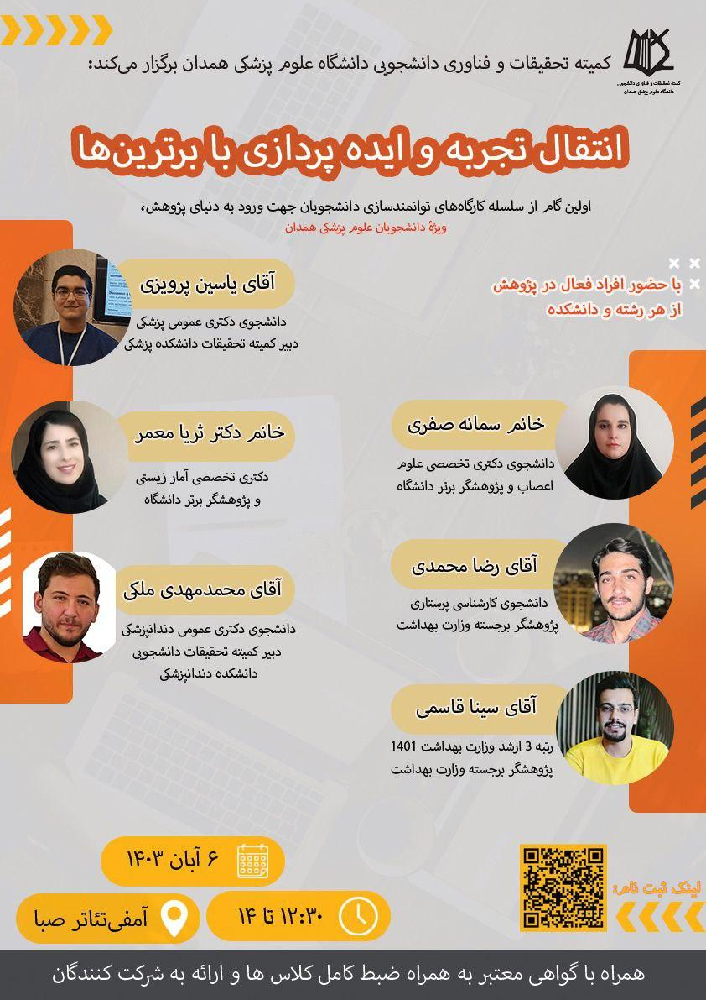 کمیته تحقیقات و فناوری دانشجویی دانشگاه علوم پزشکی همدان برگزار می‌کند:
کمیته تحقیقات و فناوری دانشجویی
دانشگاه علوم پزشکی همدان
انتقال تجربه و ایده پردازی با برترین‌ها
اولین گام از سلسله کارگاه‌های توانمندسازی دانشجویان جهت ورود به دنیای پژوهش،
ویژهٔ دانشجویان علوم پزشکی همدان
با حضور افراد فعال در پژوهش
از هر رشته و دانشکده
آقای یاسین پرویزی
دانشجوی دکتری عمومی پزشکی
دبیر کمیته تحقیقات دانشکده پزشکی
خانم سمانه صفری
دانشجوی دکتری تخصصی علوم
اعصاب و پژوهشگر برتر دانشگاه
خانم دکتر ثریا معمر
دکتری تخصصی آمار زیستی
و پژوهشگر برتر دانشگاه
آقای رضا محمدی
دانشجوی کارشناسی پرستاری
پژوهشگر برجسته وزارت بهداشت
آقای محمدمهدی ملکی
دانشجوی دکتری عمومی دندانپزشکی
دبیر کمیته تحقیقات دانشجویی
دانشکده دندانپزشکی
آقای سینا قاسمی
رتبه 3 ارشد وزارت بهداشت 1401
پژوهشگر برجسته وزارت بهداشت
۶ آبان ۱۴۰۳
۱۲:۳۰ تا ۱۴
آمفی‌تئاتر صبا
لینک ثبت نام:
همراه با گواهی معتبر به همراه ضبط کامل کلاس ها و ارائه به شرکت کنندگان